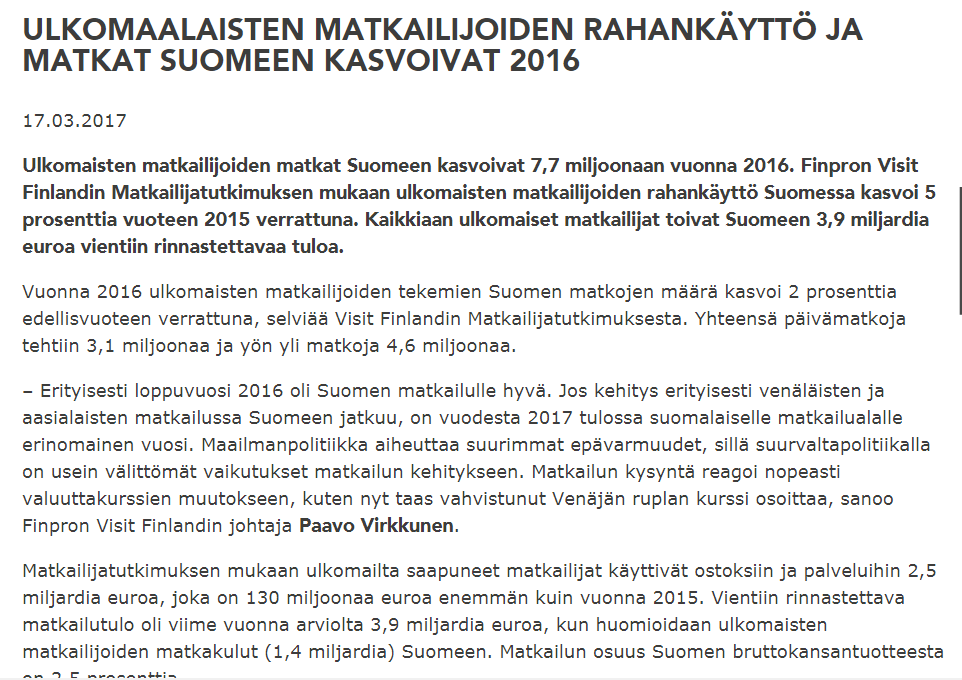 ULKOMAALAISTEN MATKAILIJOIDEN RAHANKÄYTTÖ JA
MATKAT SUOMEEN KASVOIVAT 2016
17.03.2017
Ulkomaisten matkailijoiden matkat Suomeen kasvoivat 7,7 miljoonaan vuonna 2016. Finpron Visit
Finlandin Matkailijatutkimuksen mukaan ulkomaisten matkailijoiden rahankäyttö Suomessa kasvoi 5
prosenttia vuoteen 2015 verrattuna. Kaikkiaan ulkomaiset matkailijat toivat Suomeen 3,9 miljardia
euroa vientiin rinnastettavaa tuloa.
Vuonna 2016 ulkomaisten matkailijoiden tekemien Suomen matkojen määrä kasvoi 2 prosenttia
edellisvuoteen verrattuna, selviää Visit Finlandin Matkailijatutkimuksesta. Yhteensä päivämatkoja
tehtiin 3,1 miljoonaa ja yön yli matkoja 4,6 miljoonaa.
– Erityisesti loppuvuosi 2016 oli Suomen matkailulle hyvä. Jos kehitys erityisesti venäläisten ja
aasialaisten matkailussa Suomeen jatkuu, on vuodesta 2017 tulossa suomalaiselle matkailualalle
erinomainen vuosi. Maailmanpolitiikka aiheuttaa suurimmat epävarmuudet, sillä suurvaltapolitiikalla
on usein välittömät vaikutukset matkailun kehitykseen. Matkailun kysyntä reagoi nopeasti
valuuttakurssien muutokseen, kuten nyt taas vahvistunut Venäjän ruplan kurssi osoittaa, sanoo
Finpron Visit Finlandin johtaja Paavo Virkkunen.
Matkailijatutkimuksen mukaan ulkomailta saapuneet matkailijat käyttivät ostoksiin ja palveluihin 2,5
miljardia euroa, joka on 130 miljoonaa euroa enemmän kuin vuonna 2015. Vientiin rinnastettava
matkailutulo oli viime vuonna arviolta 3,9 miljardia euroa, kun huomioidaan ulkomaisten
matkailijoiden matkakulut (1,4 miljardia) Suomeen. Matkailun osuus Suomen bruttokansantuotteesta
on 2,5 prosenttia